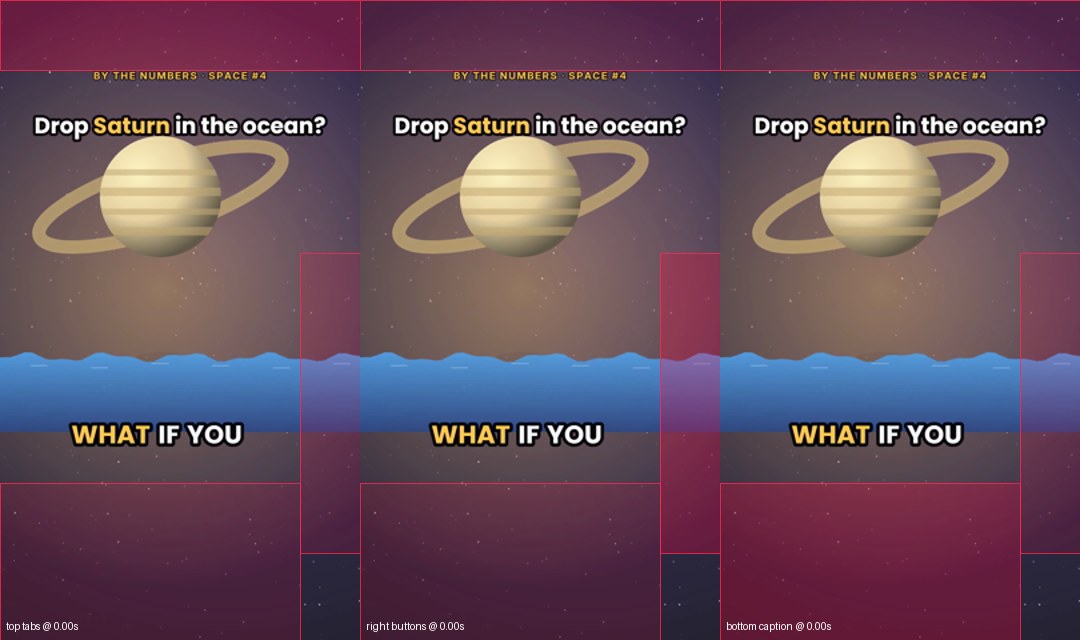 BY THE NUMBERS · SPACE #4
Drop Saturn in the ocean?
WHAT IF YOU
top tabs @ 0.00s
BY THE NUMBERS · SPACE #4
Drop Saturn in the ocean?
WHAT IF YOU
right buttons @ 0.00s
BY THE NUMBERS · SPACE #4
Drop Saturn in the ocean?
WHAT IF YOU
bottom caption @ 0.00s